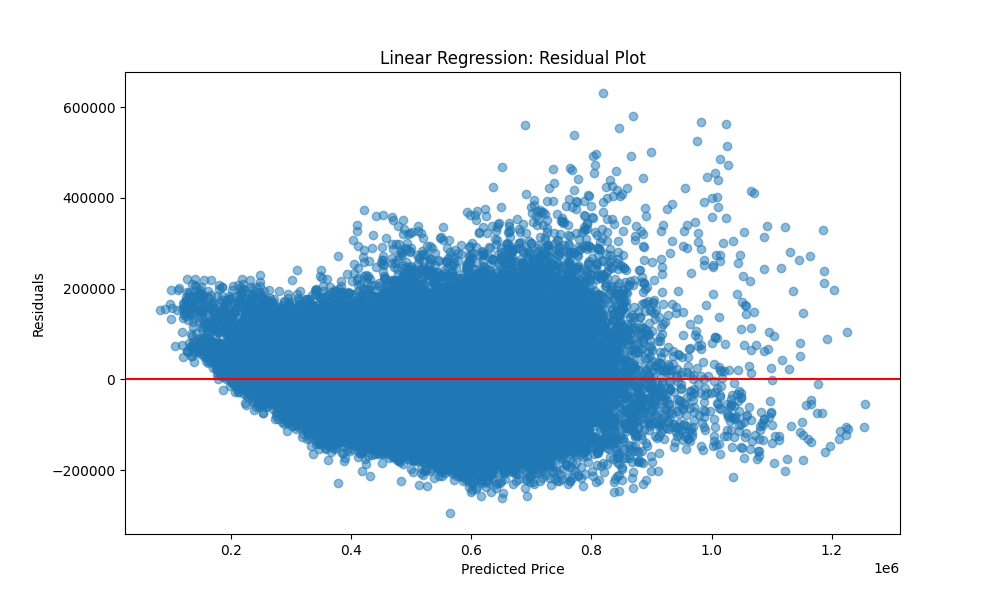 Linear Regression: Residual Plot
600000
400000
200000
0
−200000
Residuals
0.2 0.4 0.6 0.8 1.0 1.2
1e6
Predicted Price